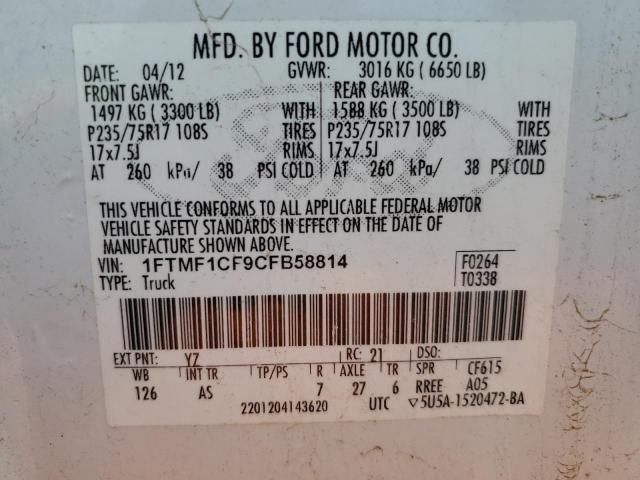 MFD. BY FORD MOTOR CO.
DATE: 04/12 GVWR: 3016 KG ( 6650 LB)
FRONT GAWR: REAR GAWR:
1497 KG ( 3300 LB) WITH 1588 KG ( 3500 LB) WITH
P235/75R17 108S TIRES P235/75R17 108S TIRES
17x7.5J RIMS 17x7.5J RIMS
AT 260 kPa/ 38 PSI COLD AT 260 kPa/ 38 PSI COLD
Ford
THIS VEHICLE CONFORMS TO ALL APPLICABLE FEDERAL MOTOR
VEHICLE SAFETY STANDARDS IN EFFECT ON THE DATE OF
MANUFACTURE SHOWN ABOVE.
VIN: 1FTMF1CF9CFB58814 F0264
TYPE: Truck T0338
EXT PNT: YZ RC: 21 DSO:
WB INT TR TP/PS R AXLE TR SPR CF615
126 AS 7 27 6 RREE A05
2201204143620 UTC ▽5U5A-1520472-BA